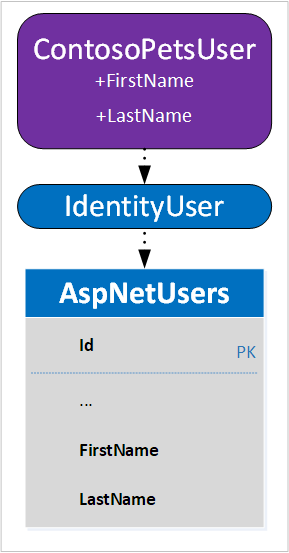 ContosoPetsUser
+FirstName
+LastName
IdentityUser
AspNetUsers
Id
PK
...
FirstName
LastName